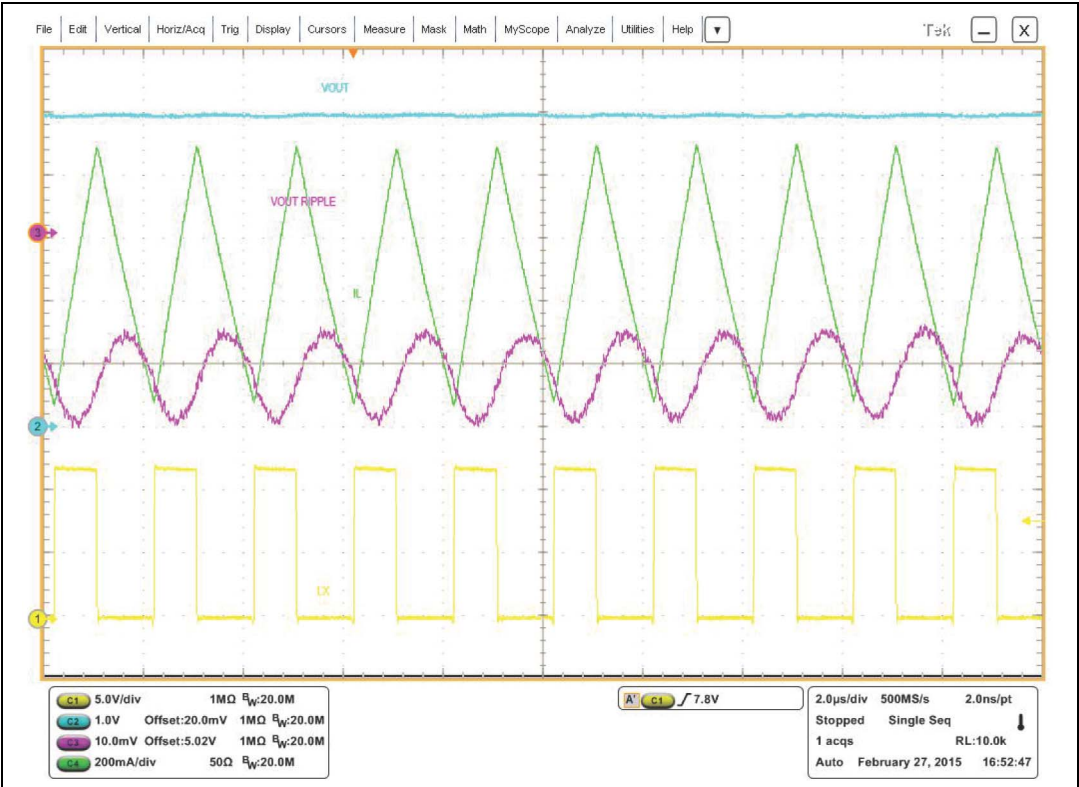 File Edit Vertical Horiz/Acq Trig Display Cursors Measure Mask Math MyScope Analyze Utilities Help Tek X
VOUT
VOUT RIPPLE
3
IL
2
LX
1
C1 5.0V/div 1MΩ BW:20.0M
C2 1.0V Offset:20.0mV 1MΩ BW:20.0M
C3 10.0mV Offset:5.02V 1MΩ BW:20.0M
C4 200mA/div 50Ω BW:20.0M
A' C1 7.8V
2.0µs/div 500MS/s 2.0ns/pt
Stopped Single Seq
1 acqs RL:10.0k
Auto February 27, 2015 16:52:47